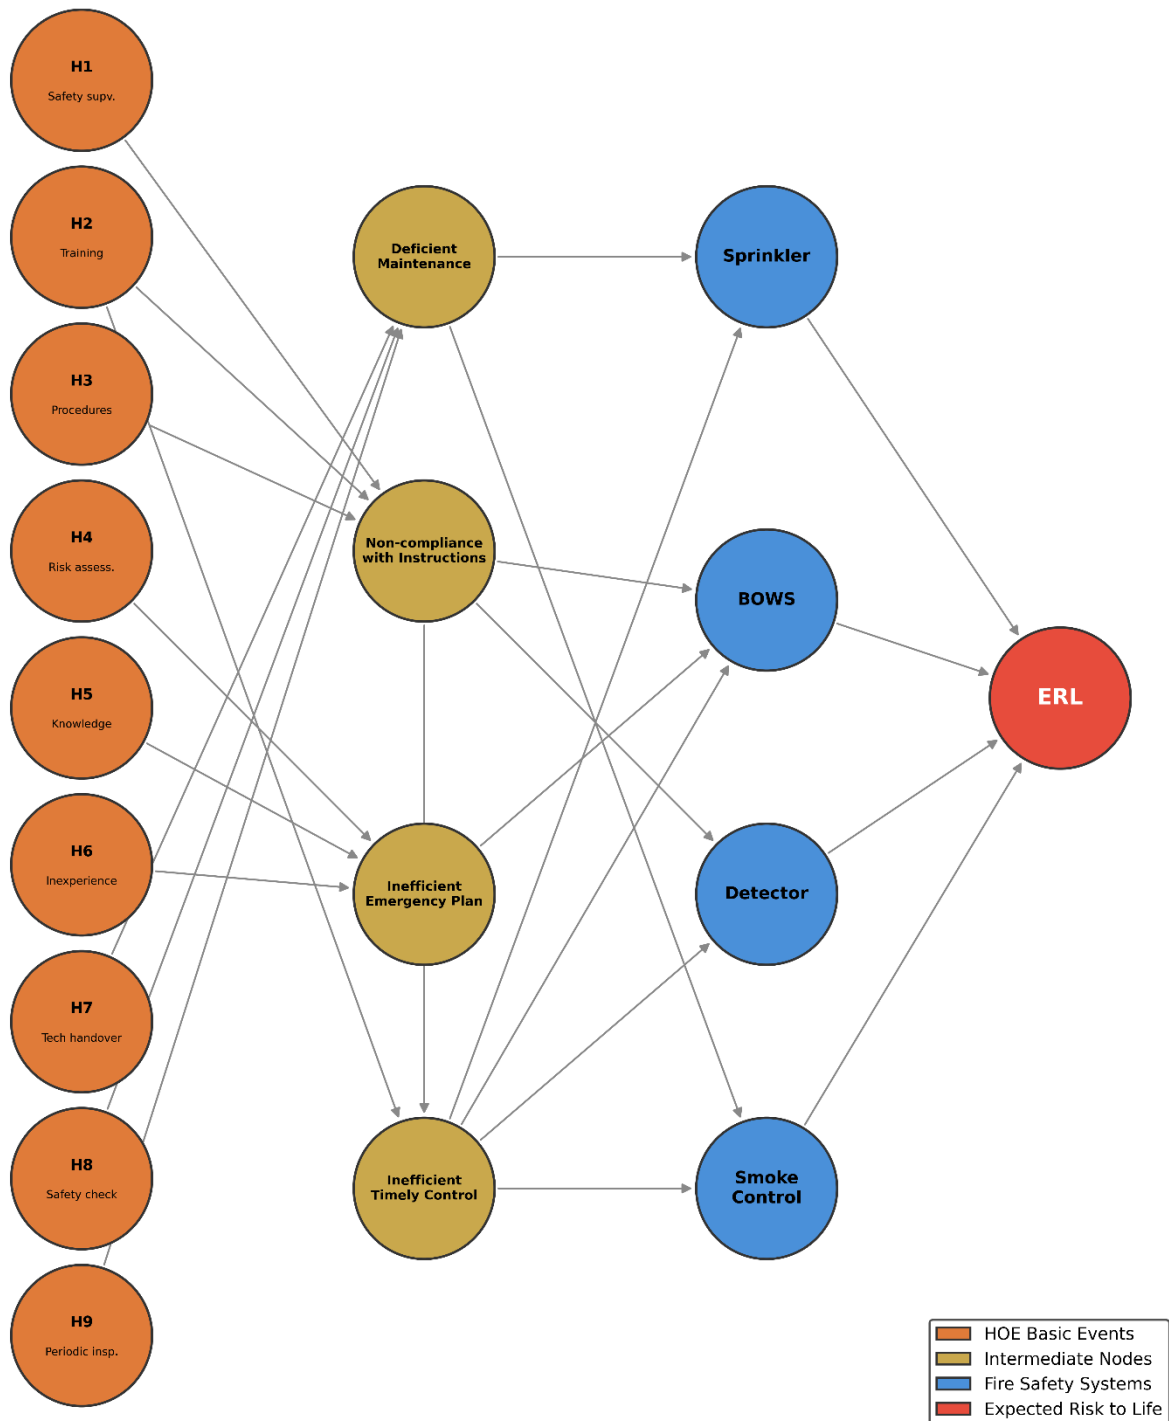 H1
Safety supv.
H2
Training
H3
Procedures
H4
Risk assess.
H5
Knowledge
H6
Inexperience
H7
Tech handover
H8
Safety check
H9
Periodic insp.
Deficient
Maintenance
Non-compliance
with Instructions
Inefficient
Emergency Plan
Inefficient
Timely Control
Sprinkler
BOWS
Detector
Smoke
Control
ERL
HOE Basic Events
Intermediate Nodes
Fire Safety Systems
Expected Risk to Life